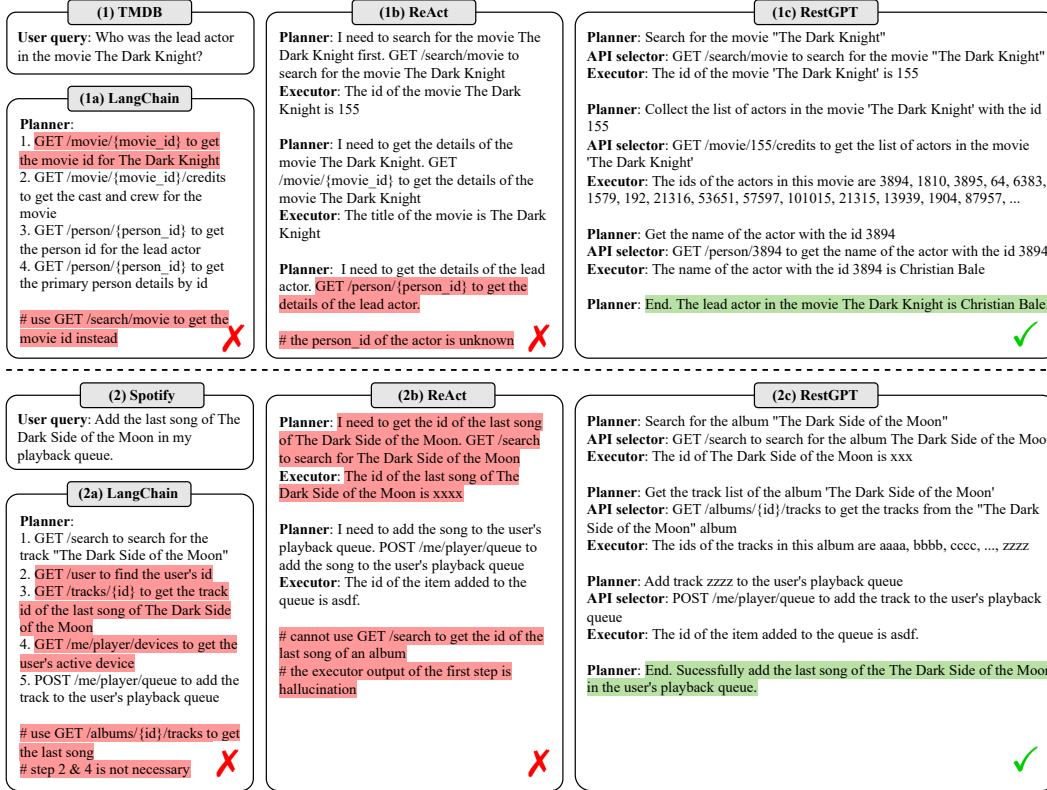 (1) TMDB
User query: Who was the lead actor
in the movie The Dark Knight?
(1a) LangChain
Planner:
1. GET /movie/{movie_id} to get
the movie id for The Dark Knight
2. GET /movie/{movie_id}/credits
to get the cast and crew for the
movie
3. GET /person/{person_id} to get
the person id for the lead actor
4. GET /person/{person_id} to get
the primary person details by id
# use GET /search/movie to get the
movie id instead
(1b) ReAct
Planner: I need to search for the movie The
Dark Knight first. GET /search/movie to
search for the movie The Dark Knight
Executor: The id of the movie The Dark
Knight is 155
Planner: I need to get the details of the
movie The Dark Knight. GET
/movie/{movie_id} to get the details of the
movie The Dark Knight
Executor: The title of the movie is The Dark
Knight
Planner: I need to get the details of the lead
actor. GET /person/{person_id} to get the
details of the lead actor.
# the person_id of the actor is unknown
(1c) RestGPT
Planner: Search for the movie "The Dark Knight"
API selector: GET /search/movie to search for the movie "The Dark Knight"
Executor: The id of the movie 'The Dark Knight' is 155
Planner: Collect the list of actors in the movie 'The Dark Knight' with the id
155
API selector: GET /movie/155/credits to get the list of actors in the movie
'The Dark Knight'
Executor: The ids of the actors in this movie are 3894, 1810, 3895, 64, 6383,
1579, 192, 21316, 53651, 57597, 101015, 21315, 13939, 1904, 87957, ...
Planner: Get the name of the actor with the id 3894
API selector: GET /person/3894 to get the name of the actor with the id 3894
Executor: The name of the actor with the id 3894 is Christian Bale
Planner: End. The lead actor in the movie The Dark Knight is Christian Bale.
(2) Spotify
User query: Add the last song of The
Dark Side of the Moon in my
playback queue.
(2a) LangChain
Planner:
1. GET /search to search for the
track "The Dark Side of the Moon"
2. GET /user to find the user's id
3. GET /tracks/{id} to get the track
id of the last song of The Dark Side
of the Moon
4. GET /me/player/devices to get the
user's active device
5. POST /me/player/queue to add the
track to the user's playback queue
# use GET /albums/{id}/tracks to get
the last song
# step 2 & 4 is not necessary
(2b) ReAct
Planner: I need to get the id of the last song
of The Dark Side of the Moon. GET /search
to search for The Dark Side of the Moon
Executor: The id of the last song of The
Dark Side of the Moon is xxxx
Planner: I need to add the song to the user's
playback queue. POST /me/player/queue to
add the song to the user's playback queue
Executor: The id of the item added to the
queue is asdf.
# cannot use GET /search to get the id of the
last song of an album
# the executor output of the first step is
hallucination
(2c) RestGPT
Planner: Search for the album "The Dark Side of the Moon"
API selector: GET /search to search for the album The Dark Side of the Moo
Executor: The id of The Dark Side of the Moon is xxx
Planner: Get the track list of the album 'The Dark Side of the Moon'
API selector: GET /albums/{id}/tracks to get the tracks from the "The Dark
Side of the Moon" album
Executor: The ids of the tracks in this album are aaaa, bbbb, cccc, ..., zzzz
Planner: Add track zzzz to the user's playback queue
API selector: POST /me/player/queue to add the track to the user's playback
queue
Executor: The id of the item added to the queue is asdf.
Planner: End. Sucessfully add the last song of the The Dark Side of the Moon
in the user's playback queue.